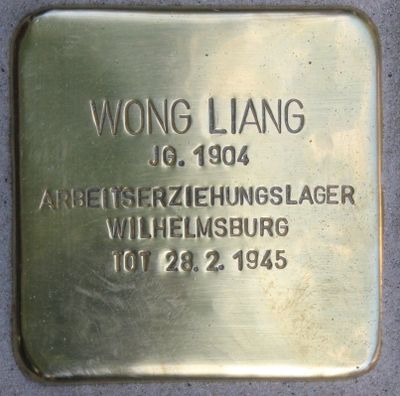 WONG LIANG
JG. 1904
ARBEITSERZIEHUNGSLAGER
WILHELMSBURG
TOT 28.2.1945